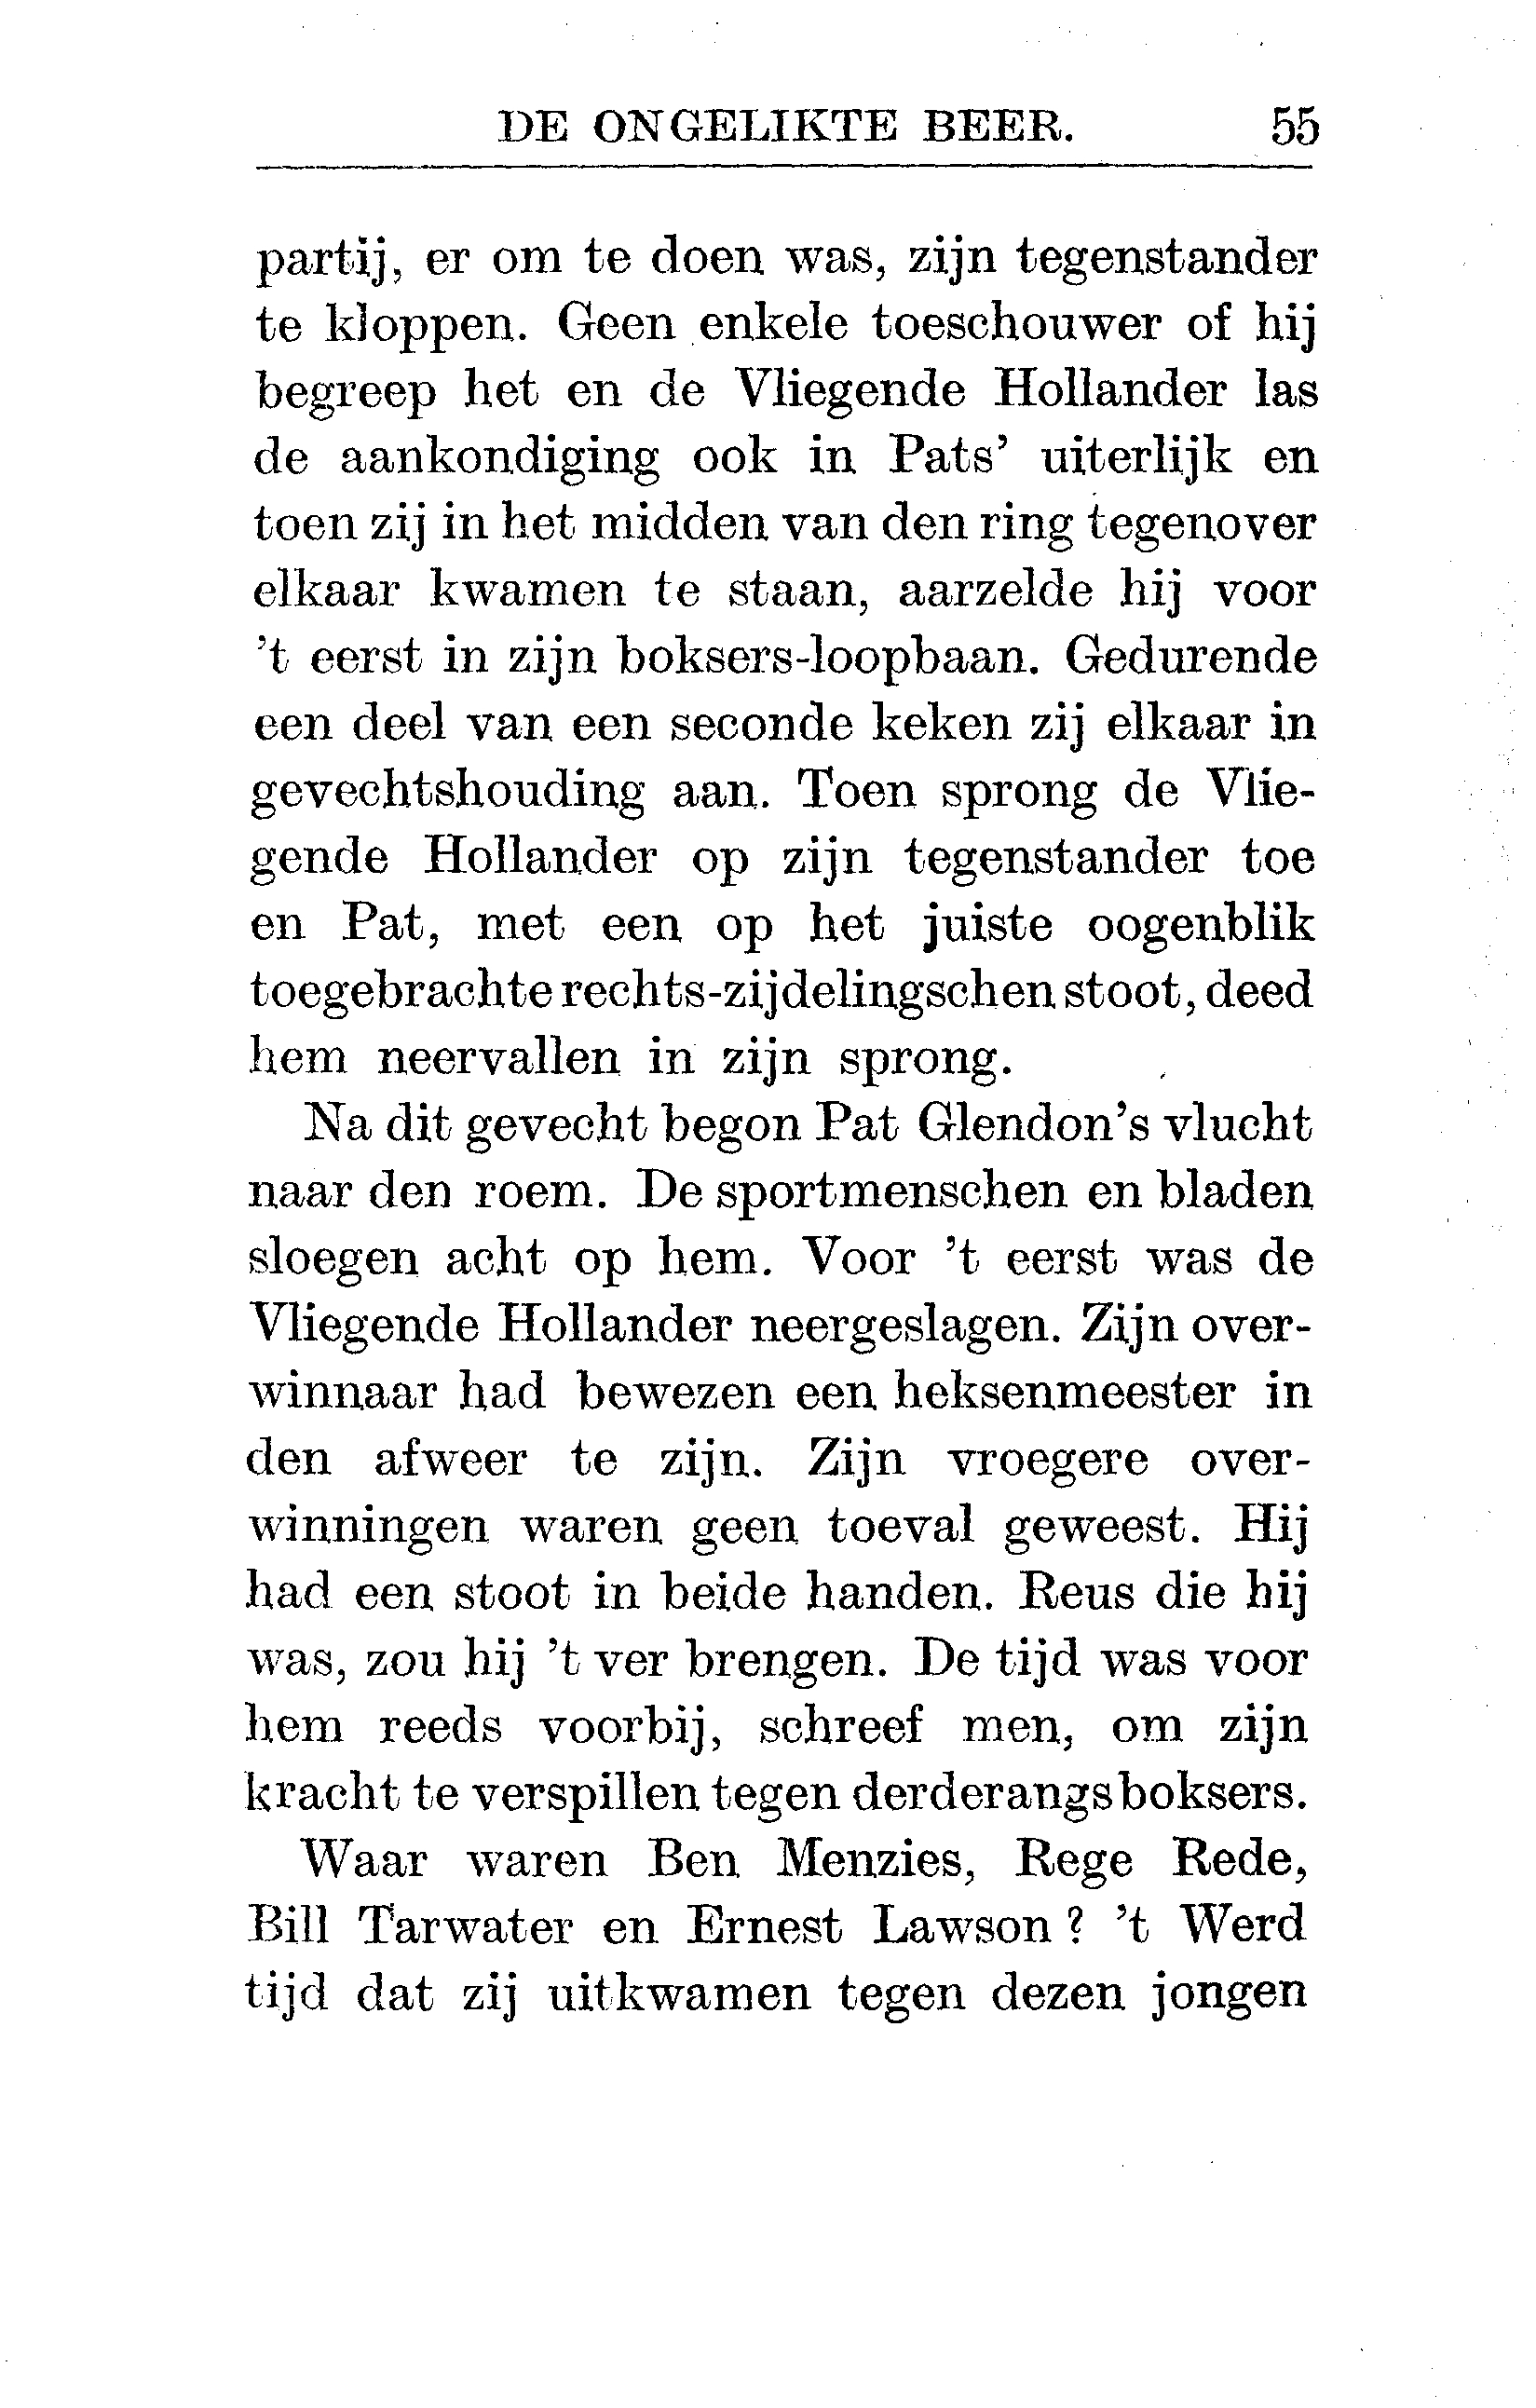 DE ONGELIKTE BEER. 55
partij, er om te doen was, zijn tegenstander
te kloppen. Geen enkele toeschouwer of hij
begreep het en de Vliegende Hollander las
de aankondiging ook in Pats’ uiterlijk en
toen zij in het midden van den ring tegenover
elkaar kwamen te staan, aarzelde hij voor
’t eerst in zijn boksers-loopbaan. Gedurende
een deel van een seconde keken zij elkaar in
gevechtshouding aan. Toen sprong de Vlie-
gende Hollander op zijn tegenstander toe
en Pat, met een op het juiste oogenblik
toegebrachte rechts-zijdelingschen stoot, deed
hem neervallen in zijn sprong.
Na dit gevecht begon Pat Glendon’s vlucht
naar den roem. De sportmenschen en bladen
sloegen acht op hem. Voor ’t eerst was de
Vliegende Hollander neergeslagen. Zijn over-
winnaar had bewezen een heksenmeester in
den afweer te zijn. Zijn vroegere over-
winningen waren geen toeval geweest. Hij
had een stoot in beide handen. Reus die hij
was, zou hij ’t ver brengen. De tijd was voor
hem reeds voorbij, schreef men, om zijn
kracht te verspillen tegen derderangsboksers.
Waar waren Ben Menzies, Rege Rede,
Bill Tarwater en Ernest Lawson? ’t Werd
tijd dat zij uitkwamen tegen dezen jongen